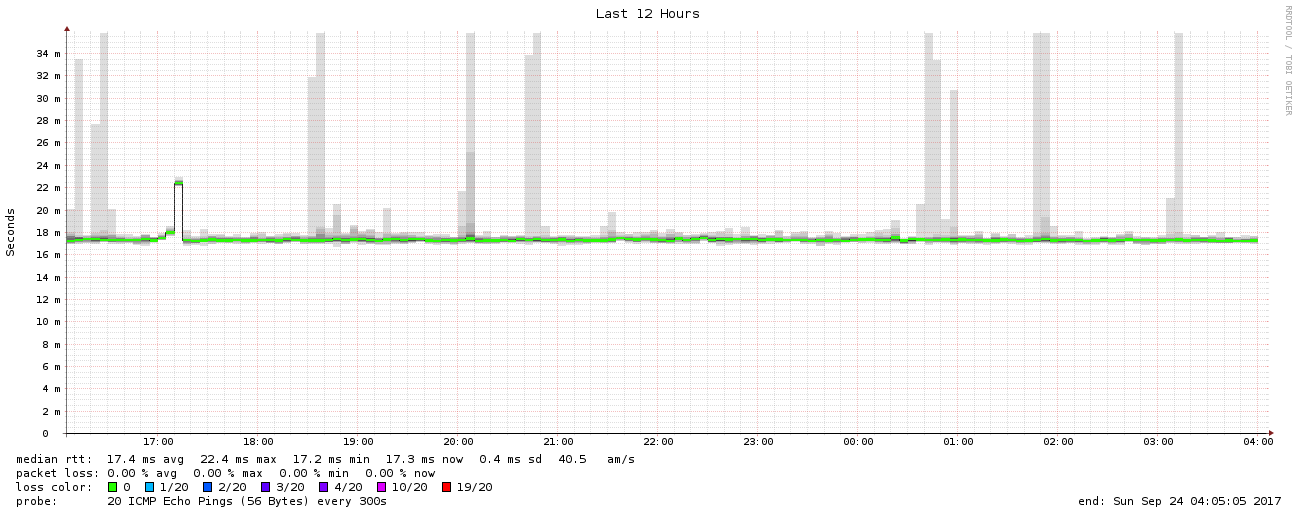 Last 12 Hours
RRDTOOL / TOBI OETIKER
Seconds
34 m
32 m
30 m
28 m
26 m
24 m
22 m
20 m
18 m
16 m
14 m
12 m
10 m
8 m
6 m
4 m
2 m
0
17:00 18:00 19:00 20:00 21:00 22:00 23:00 00:00 01:00 02:00 03:00 04:00
median rtt: 17.4 ms avg 22.4 ms max 17.2 ms min 17.3 ms now 0.4 ms sd 40.5 am/s
packet loss: 0.00 % avg 0.00 % max 0.00 % min 0.00 % now
loss color: 0 1/20 2/20 3/20 4/20 10/20 19/20
probe: 20 ICMP Echo Pings (56 Bytes) every 300s end: Sun Sep 24 04:05:05 2017